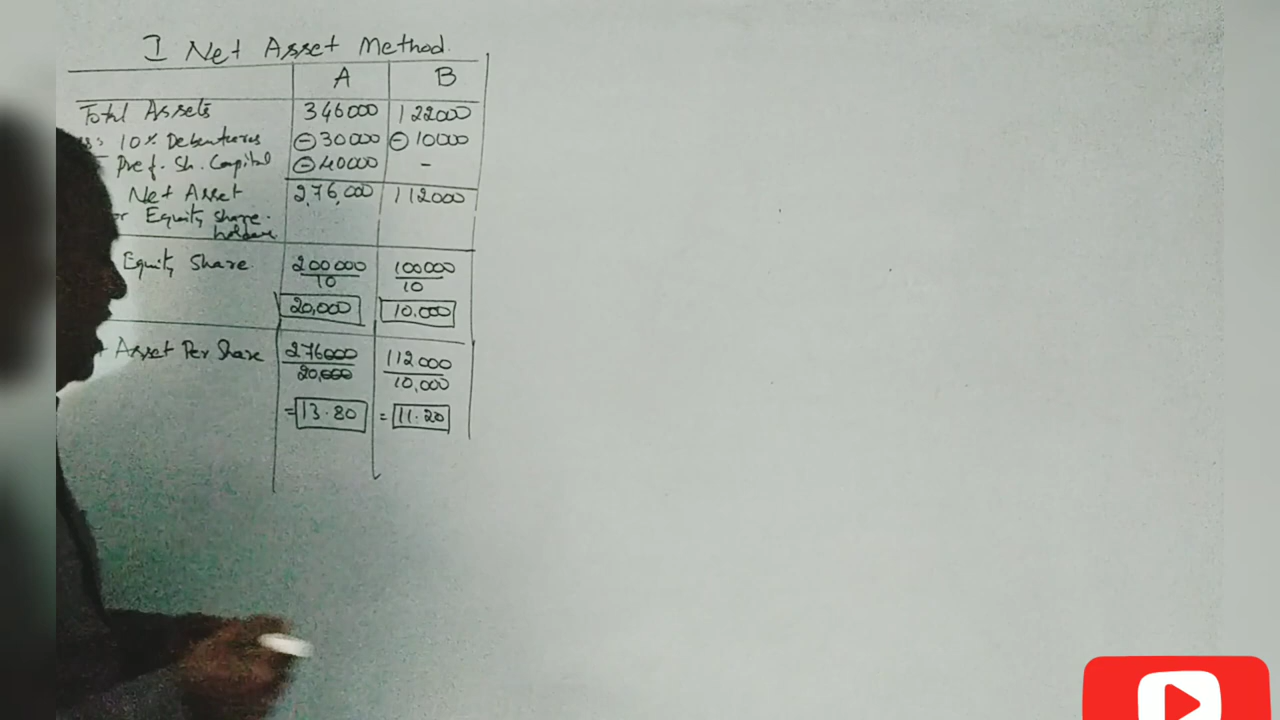 I Net Asset Method.
A B
Total Assets 346000 122000
10% Debentures ⊖30000 ⊖10000
Pref. Sh. Capital ⊖40000 -
Net Asset 2,76,000 112000
Equity share-
holders
Equity Share 200000/10 100000/10
20,000 10,000
Asset Per Share 276000/20,000 112000/10,000
=13.80 =11.20